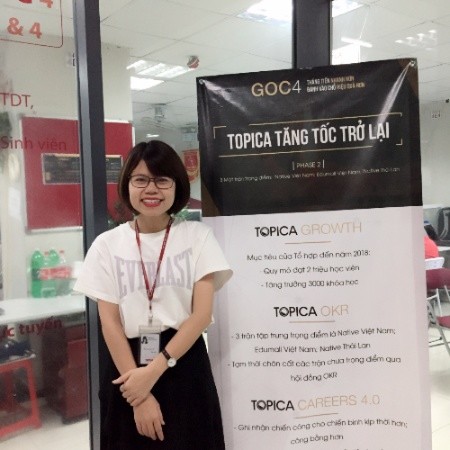 & 4
TDT,
Sinh viên
ực tuyến
EVERLAST
GOC4
TOPICA TĂNG TỐC TRỞ LẠI
[ PHASE 2 ]
TOPICA GROWTH
Mục tiêu của Tổ hợp đến năm 2018:
- Quy mô đạt 2 triệu học viên
- Tăng trưởng 3000 khóa học
TOPICA OKR
- 3 trận tập trung trọng điểm là Native Việt Nam;
Edumall Việt Nam, Native Thái Lan
- Tạm thời chôn cất các trận chưa trọng điểm qua
hội đồng OKR
TOPICA CAREERS 4.0
- Ghi nhận chiến công cho chiến binh kịp thời hơn;
công bằng hơn